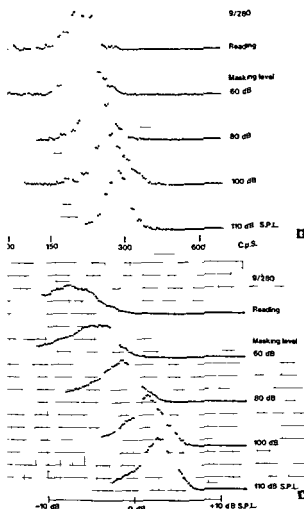 9/280
Reading
Masking level
60 dB
80 dB
100 dB
110 dB S.P.L.
00 150 300 600 C.p.S.
9/280
Reading
Masking level
60 dB
80 dB
100 dB
110 dB
-10 dB 0 dB +10 dB S.P.L.